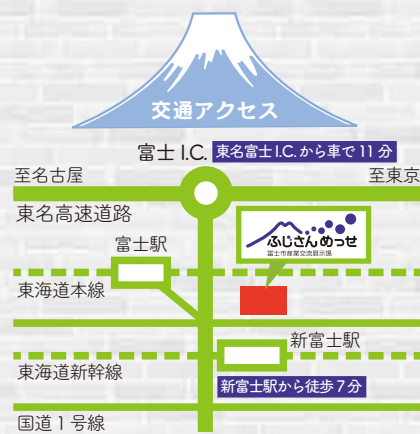 交通アクセス
富士 I.C. 東名富士I.C.から車で11分
至名古屋
至東京
東名高速道路
ふじさんめっせ
富士市産業交流展示場
富士駅
東海道本線
新富士駅
東海道新幹線
新富士駅から徒歩7分
国道1号線